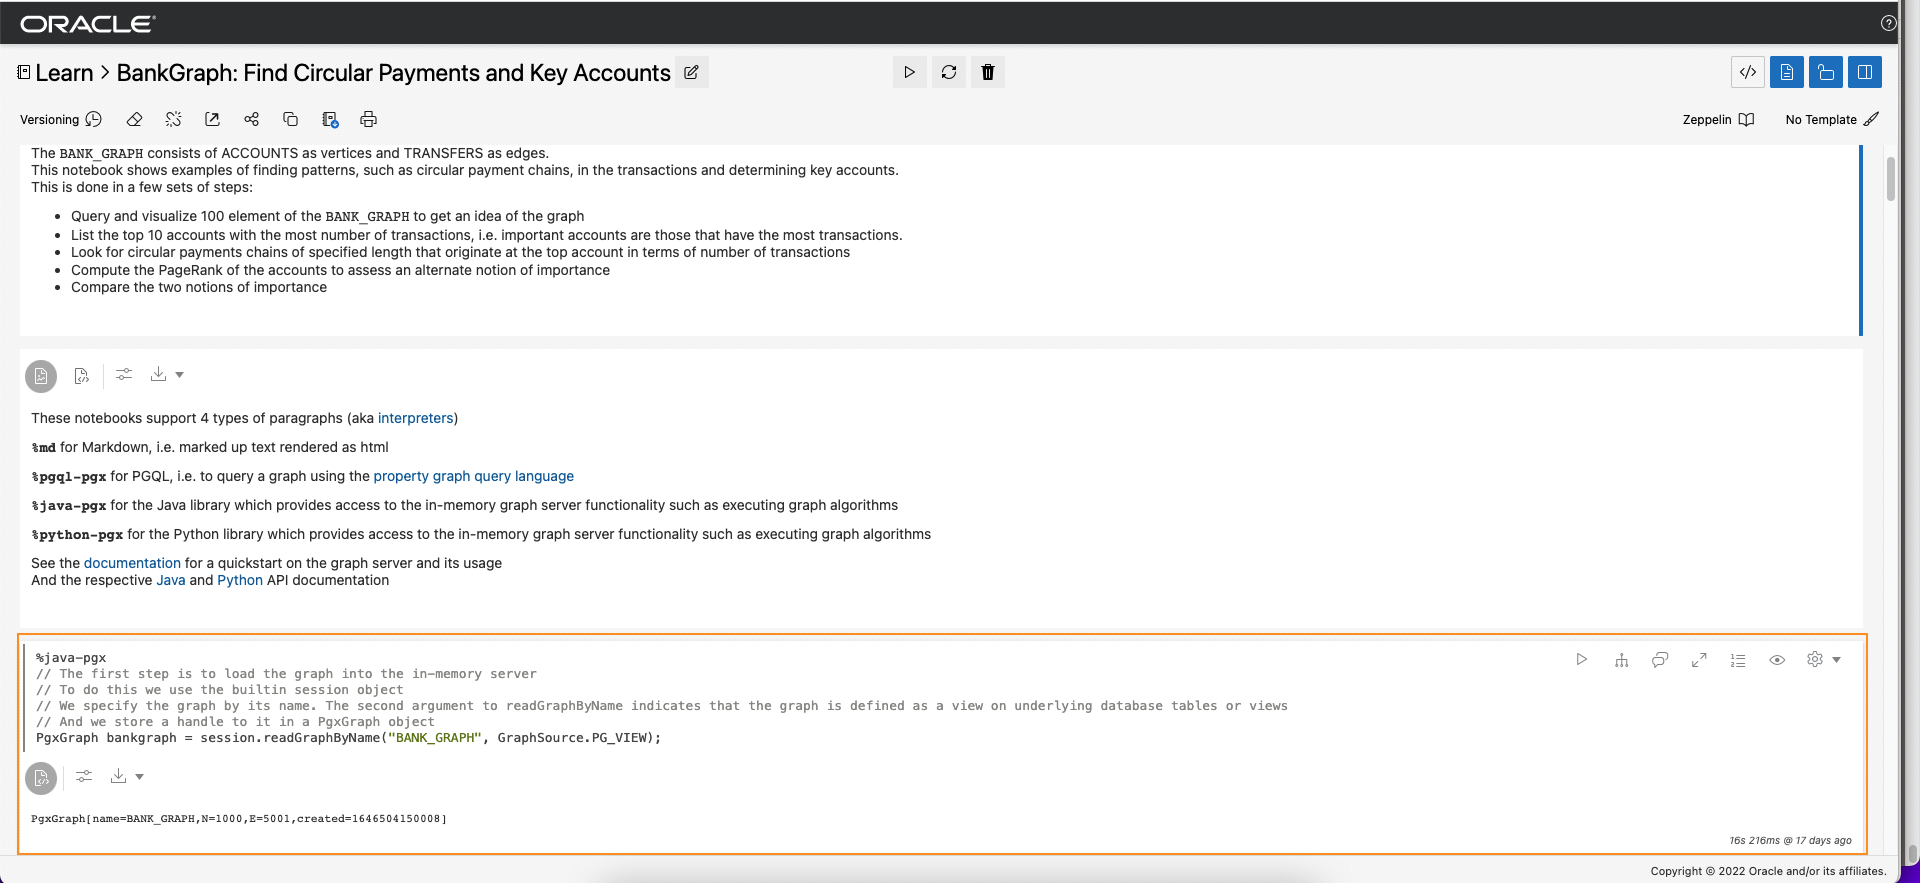 ORACLE
Learn > BankGraph: Find Circular Payments and Key Accounts
Versioning
Zeppelin
No Template
The BANK_GRAPH consists of ACCOUNTS as vertices and TRANSFERS as edges.
This notebook shows examples of finding patterns, such as circular payment chains, in the transactions and determining key accounts.
This is done in a few sets of steps:
• Query and visualize 100 element of the BANK_GRAPH to get an idea of the graph
• List the top 10 accounts with the most number of transactions, i.e. important accounts are those that have the most transactions.
• Look for circular payments chains of specified length that originate at the top account in terms of number of transactions
• Compute the PageRank of the accounts to assess an alternate notion of importance
• Compare the two notions of importance
These notebooks support 4 types of paragraphs (aka interpreters)
%md for Markdown, i.e. marked up text rendered as html
%pgql-pgx for PGQL, i.e. to query a graph using the property graph query language
%java-pgx for the Java library which provides access to the in-memory graph server functionality such as executing graph algorithms
%python-pgx for the Python library which provides access to the in-memory graph server functionality such as executing graph algorithms
See the documentation for a quickstart on the graph server and its usage
And the respective Java and Python API documentation
%java-pgx
// The first step is to load the graph into the in-memory server
// To do this we use the builtin session object
// We specify the graph by its name. The second argument to readGraphByName indicates that the graph is defined as a view on underlying database tables or views
// And we store a handle to it in a PgxGraph object
PgxGraph bankgraph = session.readGraphByName("BANK_GRAPH", GraphSource.PG_VIEW);
PgxGraph[name=BANK_GRAPH,N=1000,E=5001,created=1646504150008]
16s 216ms @ 17 days ago
Copyright © 2022 Oracle and/or its affiliates.